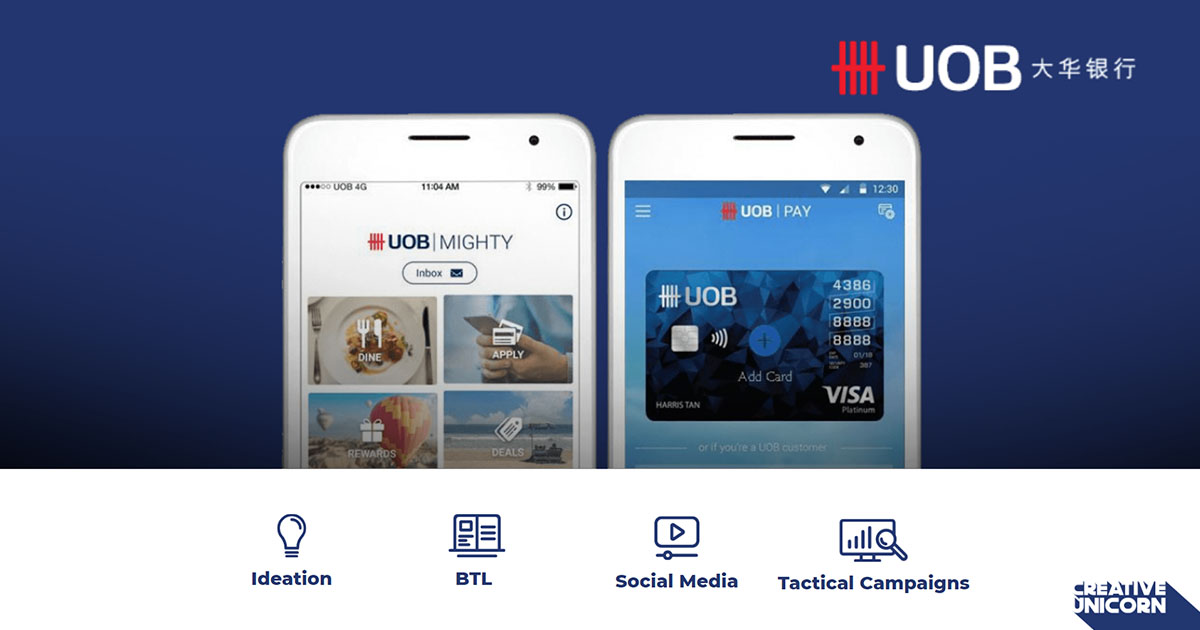 UOB 大华银行
UOB 4G 11:04 AM 99%
UOB | MIGHTY
Inbox
DINE
APPLY
REWARDS
DEALS
12:30
UOB | PAY
UOB
4386
2900
8888
8888
01/18
387
Add Card
HARRIS TAN
VISA
Platinum
or if you're a UOB customer
Ideation
BTL
Social Media
Tactical Campaigns
CREATIVE
UNICORN